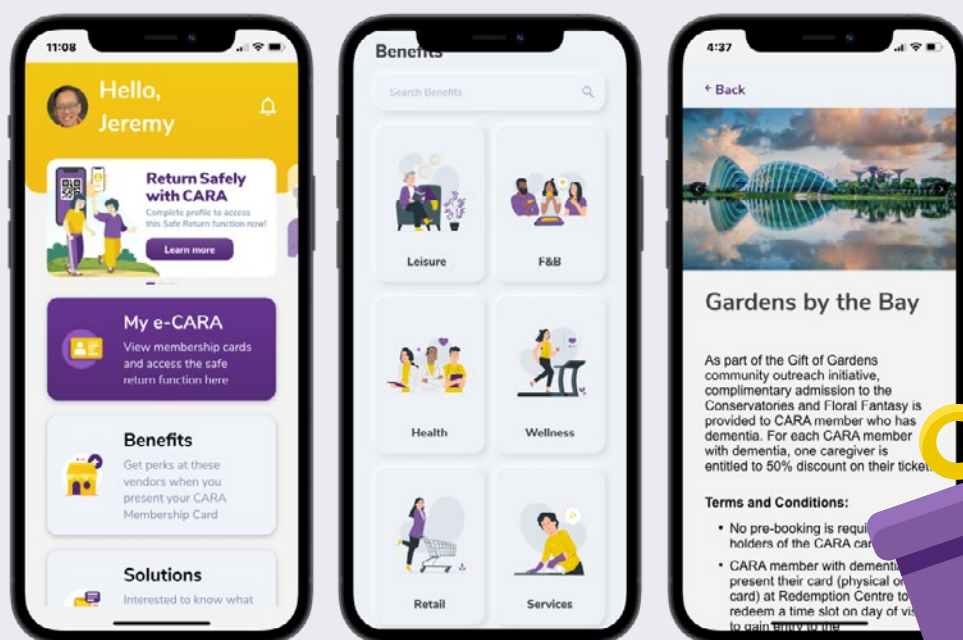 11:08
Hello,
Jeremy
Return Safely
with CARA
Complete profile to access
this Safe Return function now!
Learn more
My e-CARA
View membership cards
and access the safe
return function here
Benefits
Get perks at these
vendors when you
present your CARA
Membership Card
Solutions
Interested to know what
Benefits
Search Benefits
Leisure
F&B
Health
Wellness
Retail
Services
4:37
← Back
Gardens by the Bay
As part of the Gift of Gardens
community outreach initiative,
complimentary admission to the
Conservatories and Floral Fantasy is
provided to CARA member who has
dementia. For each CARA member
with dementia, one caregiver is
entitled to 50% discount on their ticket.
Terms and Conditions:
• No pre-booking is
holders of the CARA
• CARA member with
present their card (physical
card) at Redemption Centre to
redeem a time slot on day of
to gain entry to the